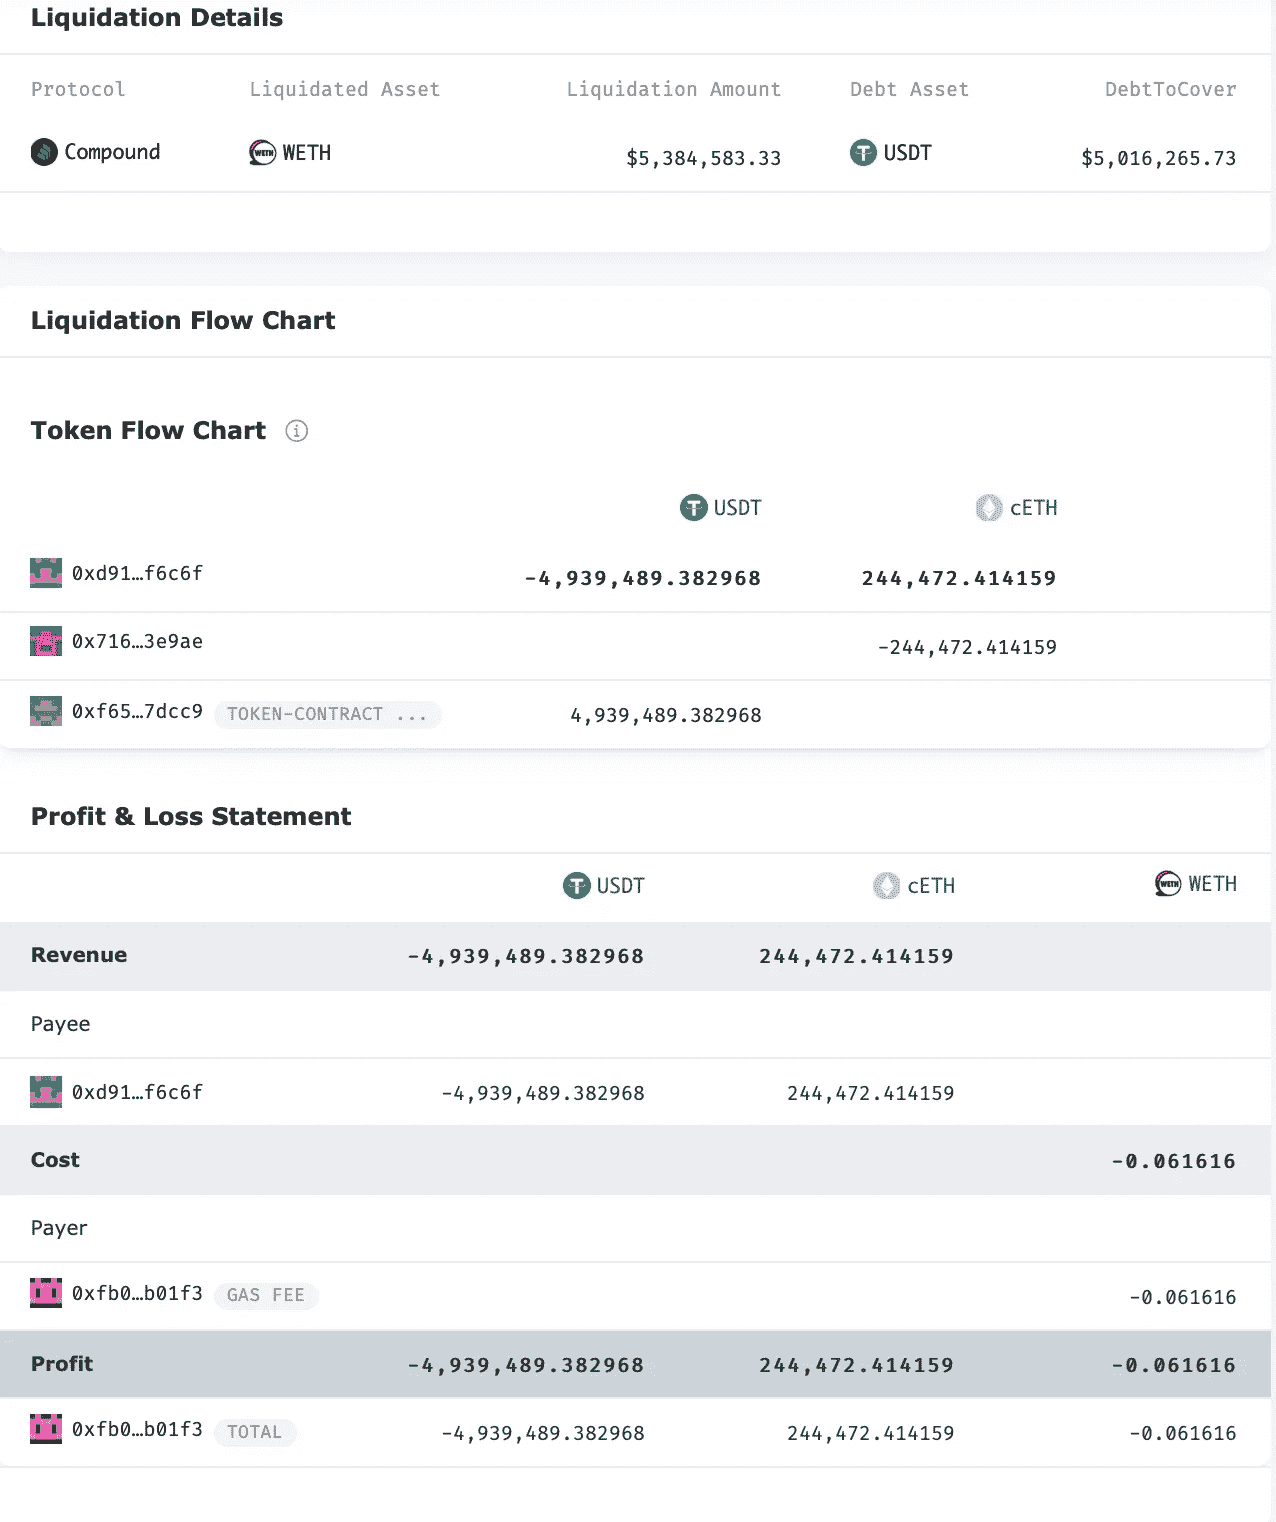 Liquidation Details
Protocol Liquidated Asset Liquidation Amount Debt Asset DebtToCover
Compound WETH $5,384,583.33 USDT $5,016,265.73
Liquidation Flow Chart
Token Flow Chart
USDT cETH
0xd91…f6c6f -4,939,489.382968 244,472.414159
0x716…3e9ae -244,472.414159
0xf65…7dcc9 TOKEN-CONTRACT ... 4,939,489.382968
Profit & Loss Statement
USDT cETH WETH
Revenue -4,939,489.382968 244,472.414159
Payee
0xd91…f6c6f -4,939,489.382968 244,472.414159
Cost -0.061616
Payer
0xfb0…b01f3 GAS FEE -0.061616
Profit -4,939,489.382968 244,472.414159 -0.061616
0xfb0…b01f3 TOTAL -4,939,489.382968 244,472.414159 -0.061616